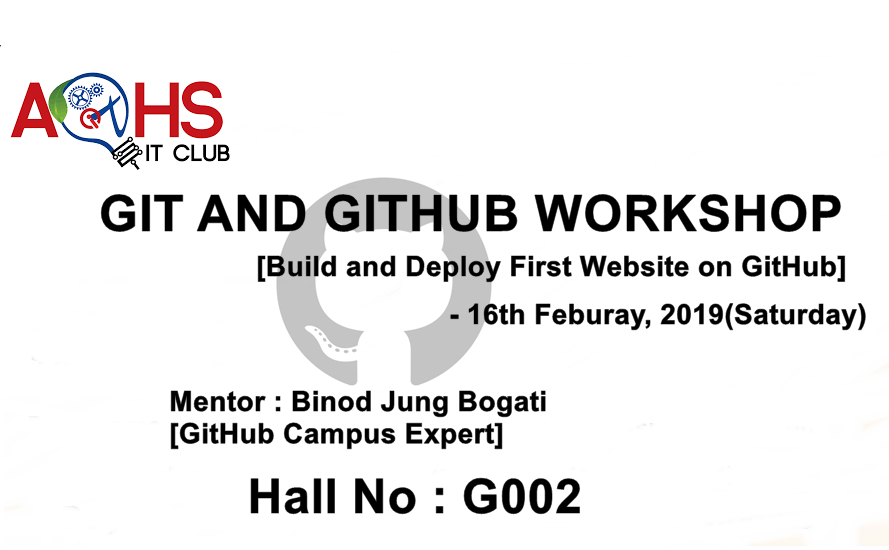 AOHS
IT CLUB
GIT AND GITHUB WORKSHOP
[Build and Deploy First Website on GitHub]
- 16th Feburay, 2019(Saturday)
Mentor : Binod Jung Bogati
[GitHub Campus Expert]
Hall No : G002